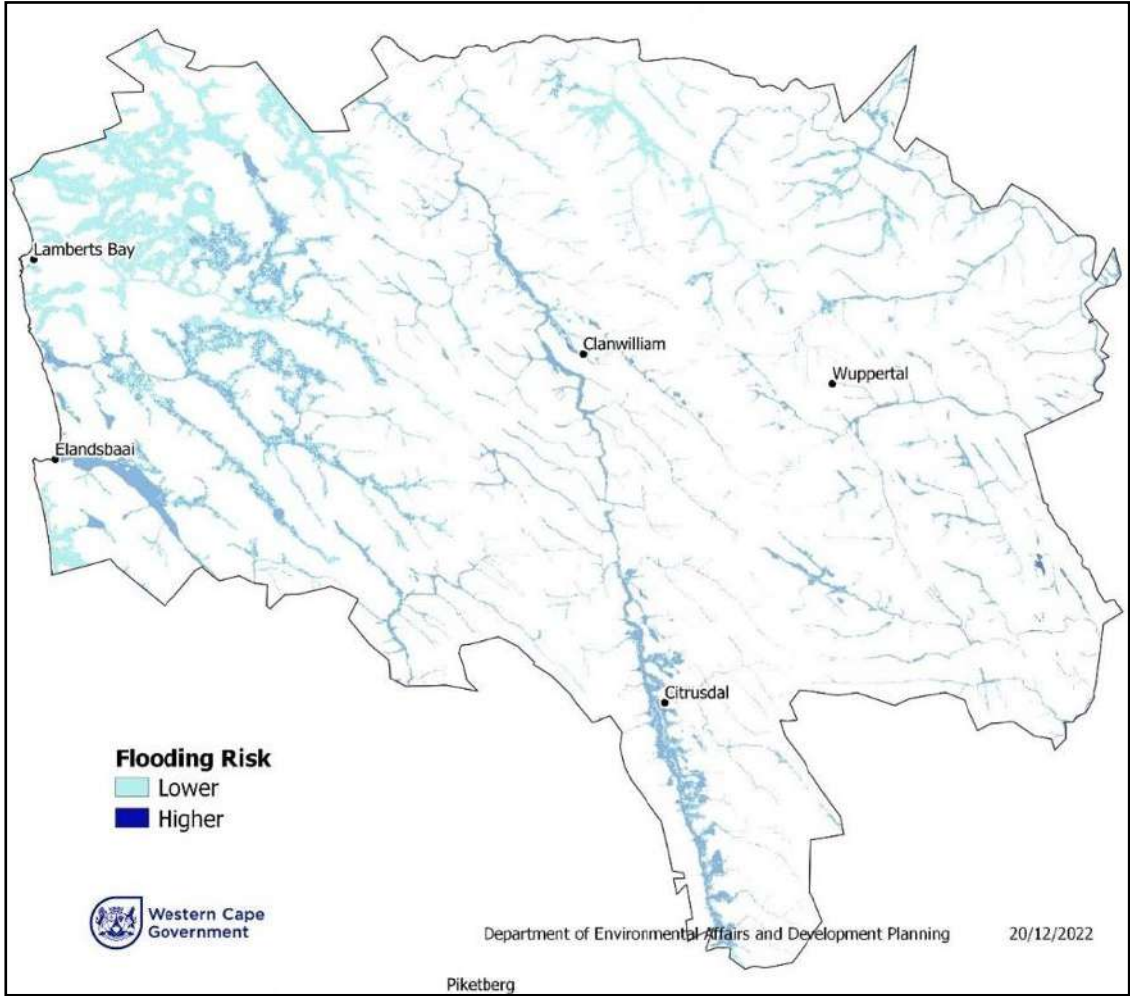 Lamberts Bay
Clanwilliam
Wuppertal
Elandsbaai
Citrusdal
Flooding Risk
Lower
Higher
Western Cape
Government
Department of Environmental Affairs and Development Planning
20/12/2022
Piketberg